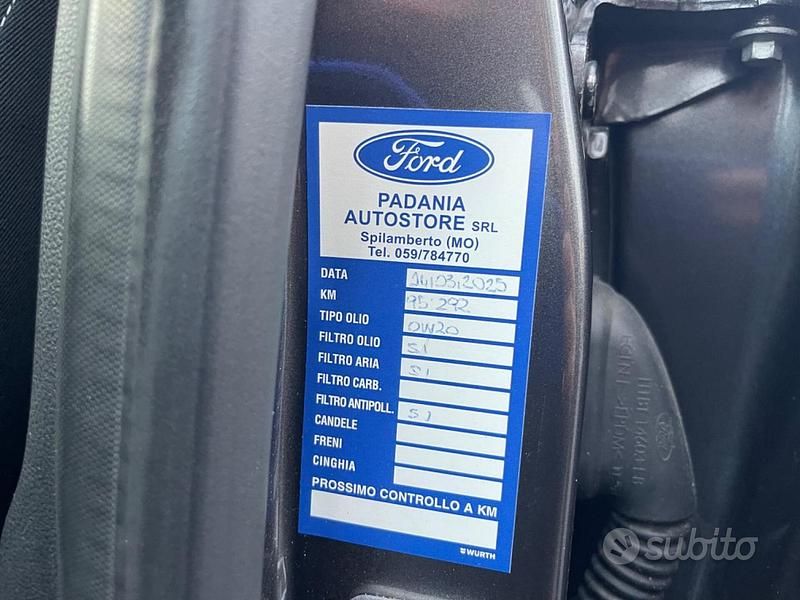 Ford
PADANIA
AUTOSTORE SRL
Spilamberto (MO)
Tel. 059/784770
DATA 14/03/2025
KM 95'292
TIPO OLIO 0W20
FILTRO OLIO SI
FILTRO ARIA SI
FILTRO CARB.
FILTRO ANTIPOLL. SI
CANDELE
FRENI
CINGHIA
PROSSIMO CONTROLLO A KM
WURTH
subito